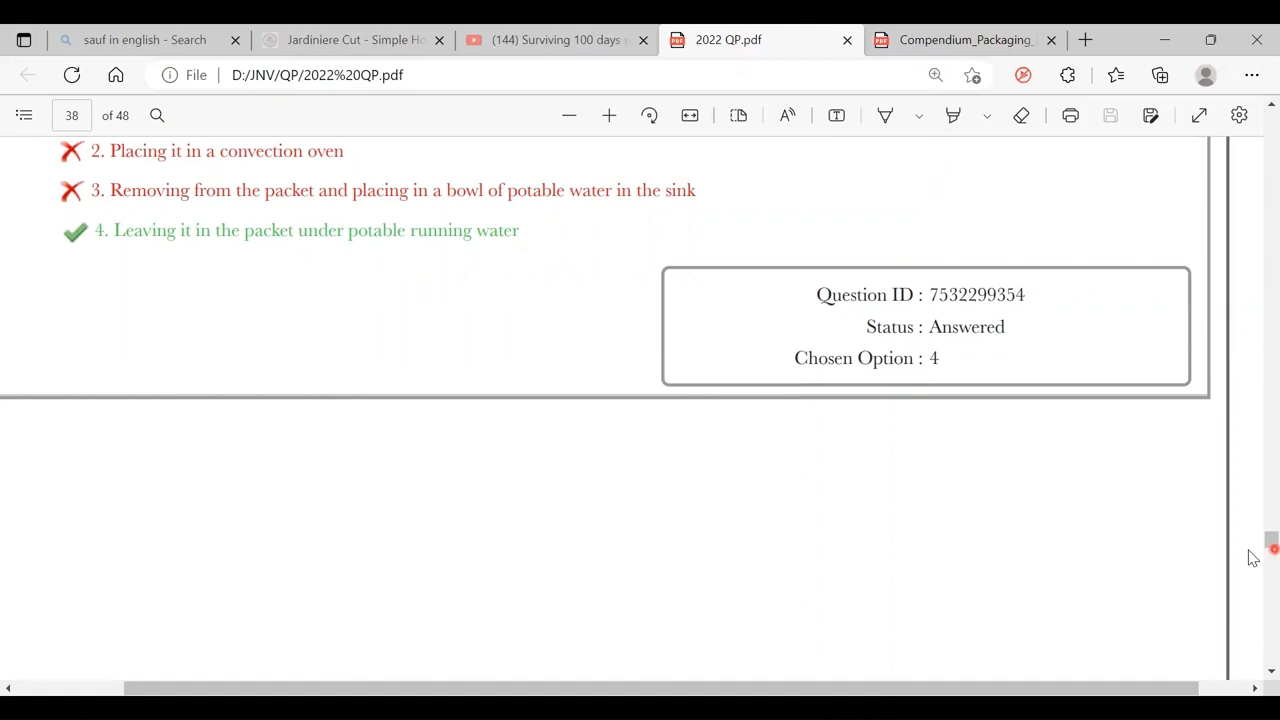 sauf in english - Search
Jardiniere Cut - Simple Ho
(144) Surviving 100 days
2022 QP.pdf
Compendium_Packaging_
File D:/JNV/QP/2022%20QP.pdf
38 of 48
2. Placing it in a convection oven
3. Removing from the packet and placing in a bowl of potable water in the sink
4. Leaving it in the packet under potable running water
Question ID : 7532299354
Status : Answered
Chosen Option : 4